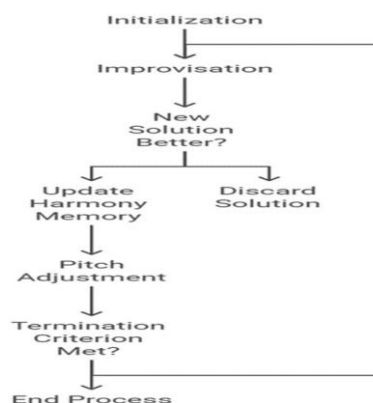 Initialization
Improvisation
New
Solution
Better?
Update
Harmony
Memory
Discard
Solution
Pitch
Adjustment
Termination
Criterion
Met?
End Process